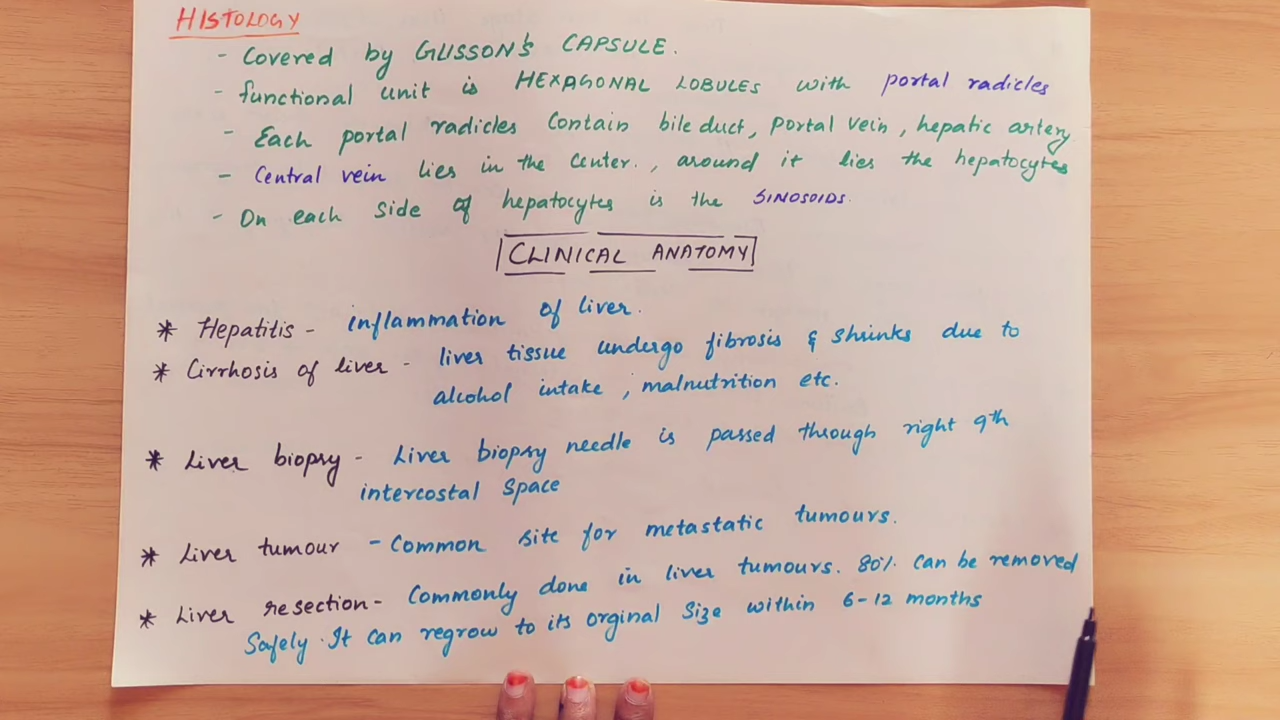 HISTOLOGY
- Covered by GLISSON's CAPSULE.
- functional unit is HEXAGONAL LOBULES with portal radicles
- Each portal radicles contain bile duct, portal vein, hepatic artery
- Central vein lies in the center., around it lies the hepatocytes
- On each side of hepatocytes is the SINOSOIDS.
CLINICAL ANATOMY
* Hepatitis - inflammation of liver.
* Cirrhosis of liver - liver tissue undergo fibrosis & shrinks due to
alcohol intake, malnutrition etc.
* Liver biopsy - Liver biopsy needle is passed through right 9th
intercostal space
* Liver tumour - Common site for metastatic tumours.
* Liver resection - Commonly done in liver tumours. 80% can be removed
Safely. It can regrow to its orginal size within 6-12 months